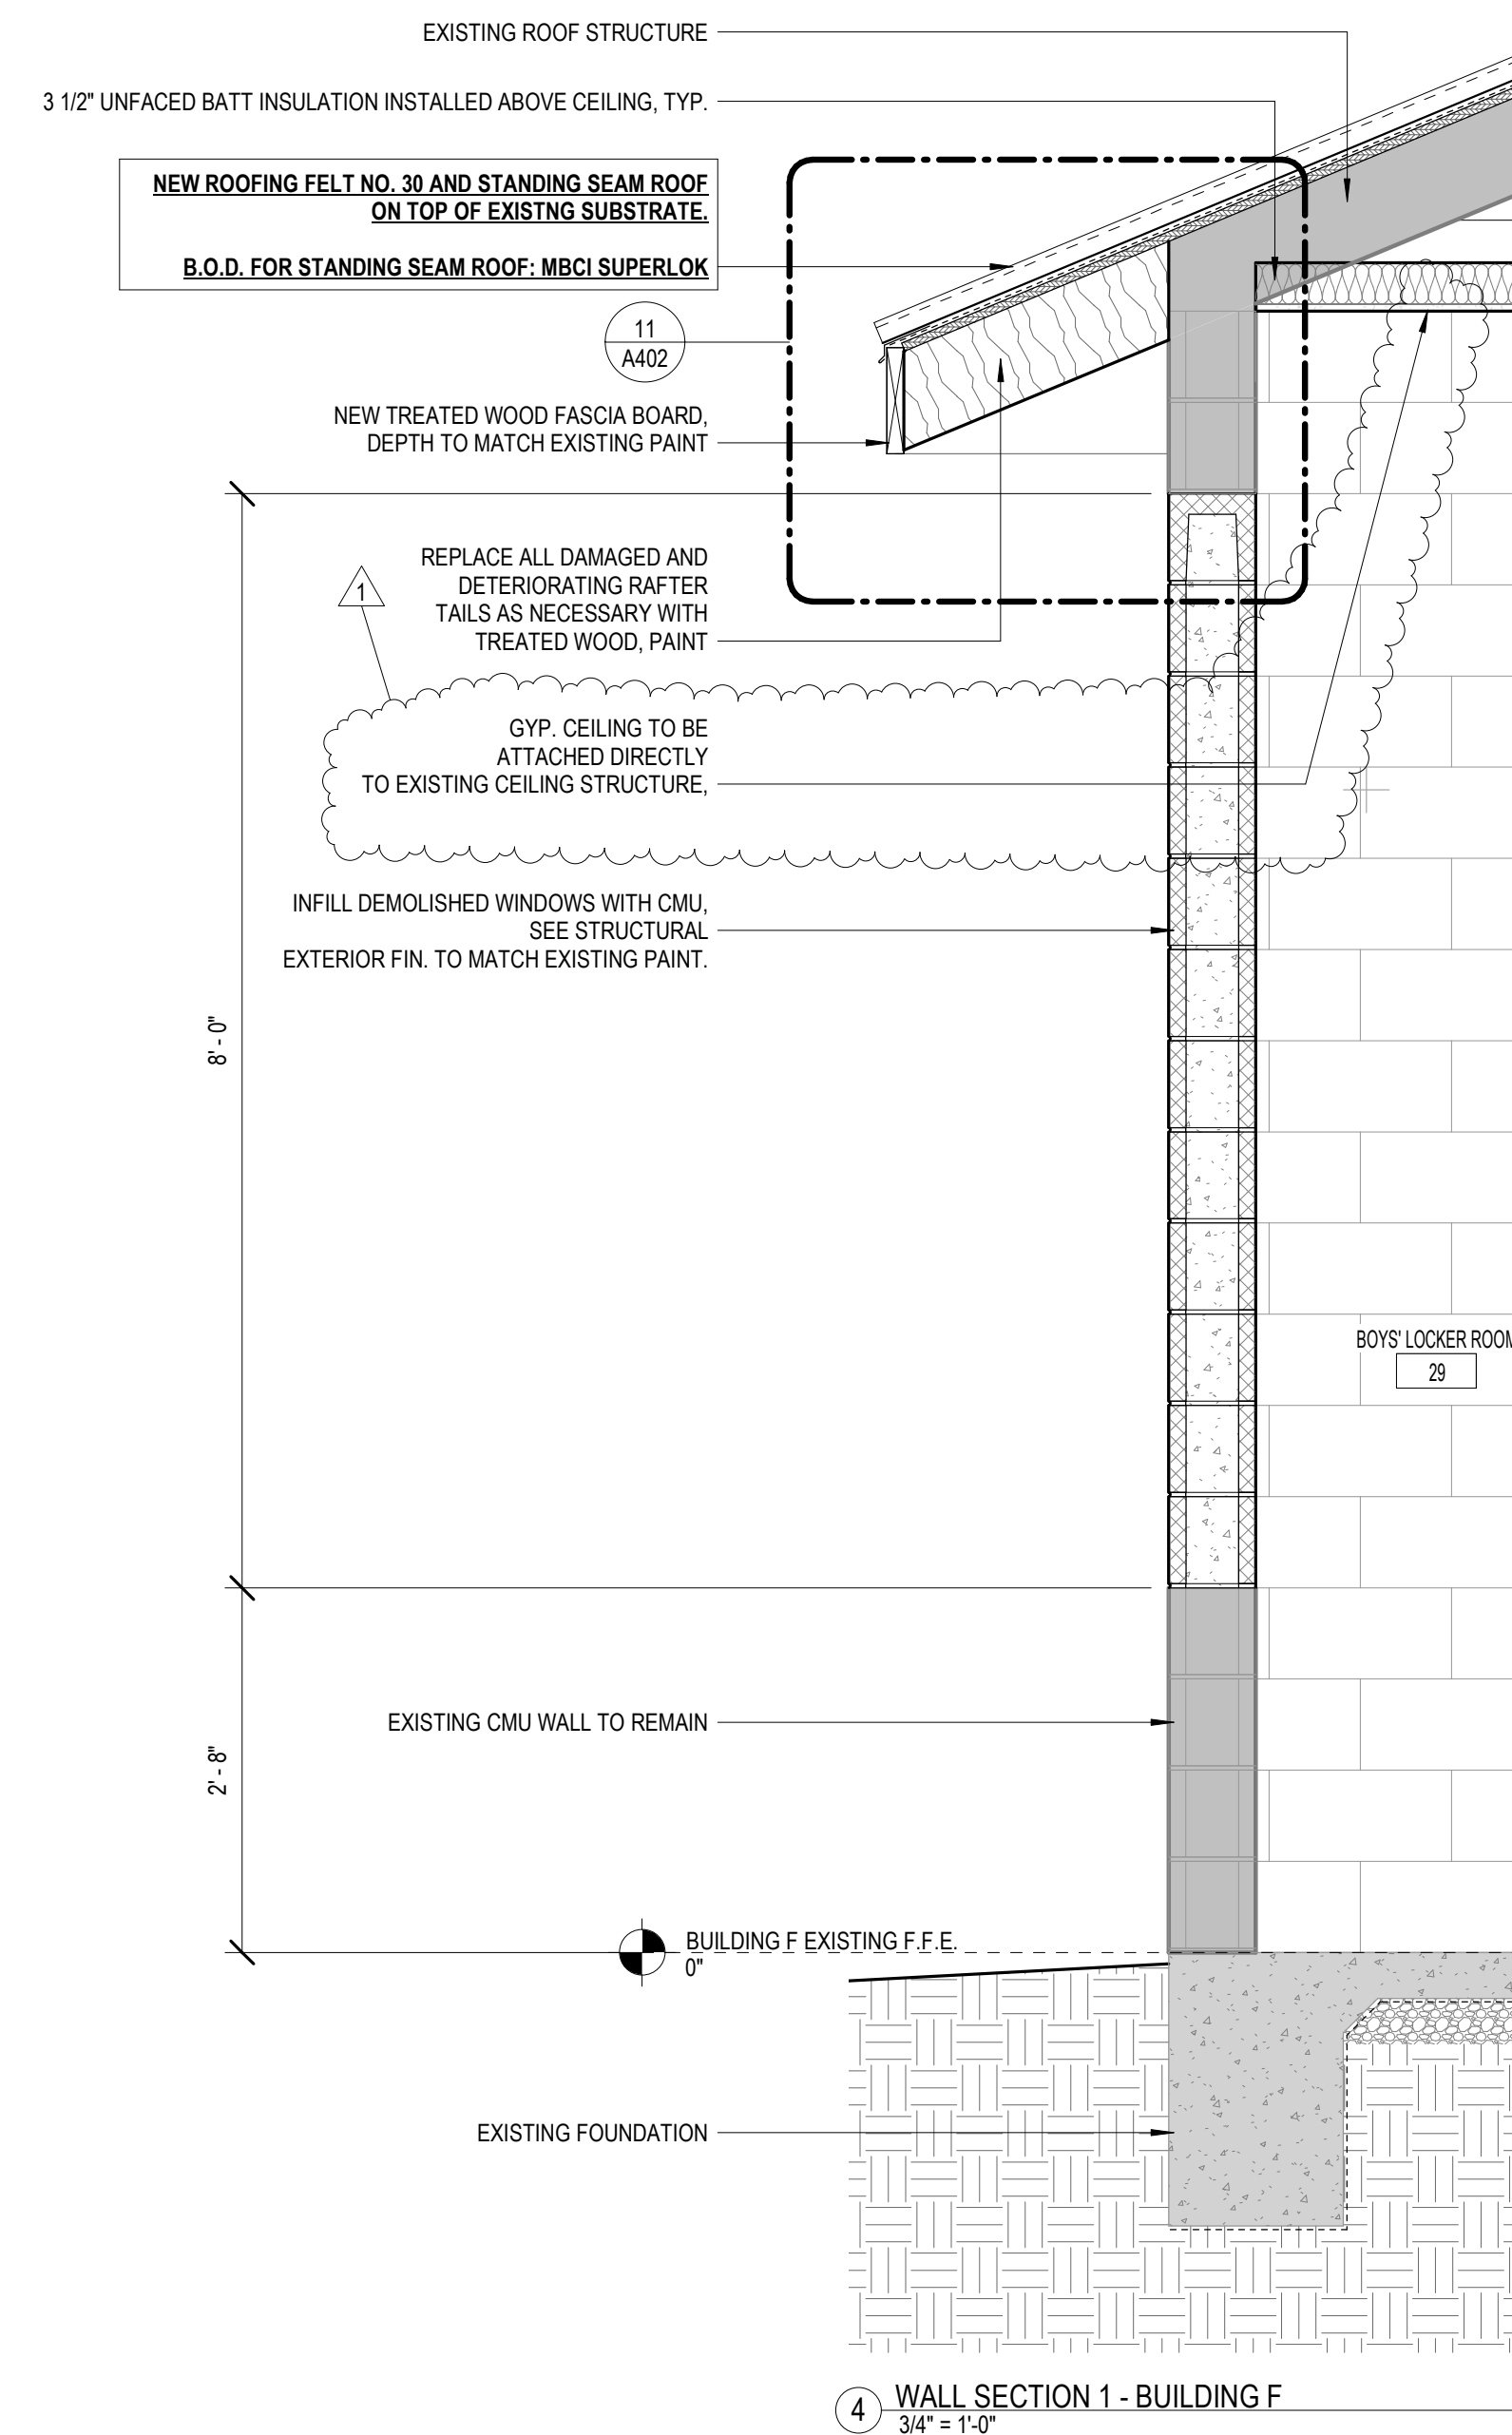 EXISTING ROOF STRUCTURE
3 1/2" UNFACED BATT INSULATION INSTALLED ABOVE CEILING, TYP.
NEW ROOFING FELT NO. 30 AND STANDING SEAM ROOF
ON TOP OF EXISTNG SUBSTRATE.
B.O.D. FOR STANDING SEAM ROOF: MBCI SUPERLOK
11
A402
NEW TREATED WOOD FASCIA BOARD,
DEPTH TO MATCH EXISTING PAINT
REPLACE ALL DAMAGED AND
DETERIORATING RAFTER
TAILS AS NECESSARY WITH
TREATED WOOD, PAINT
1
GYP. CEILING TO BE
ATTACHED DIRECTLY
TO EXISTING CEILING STRUCTURE,
INFILL DEMOLISHED WINDOWS WITH CMU,
SEE STRUCTURAL
EXTERIOR FIN. TO MATCH EXISTING PAINT.
8' - 0"
BOYS' LOCKER ROOM
29
EXISTING CMU WALL TO REMAIN
2' - 8"
BUILDING F EXISTING F.F.E.
0"
EXISTING FOUNDATION
4
WALL SECTION 1 - BUILDING F
3/4" = 1'-0"